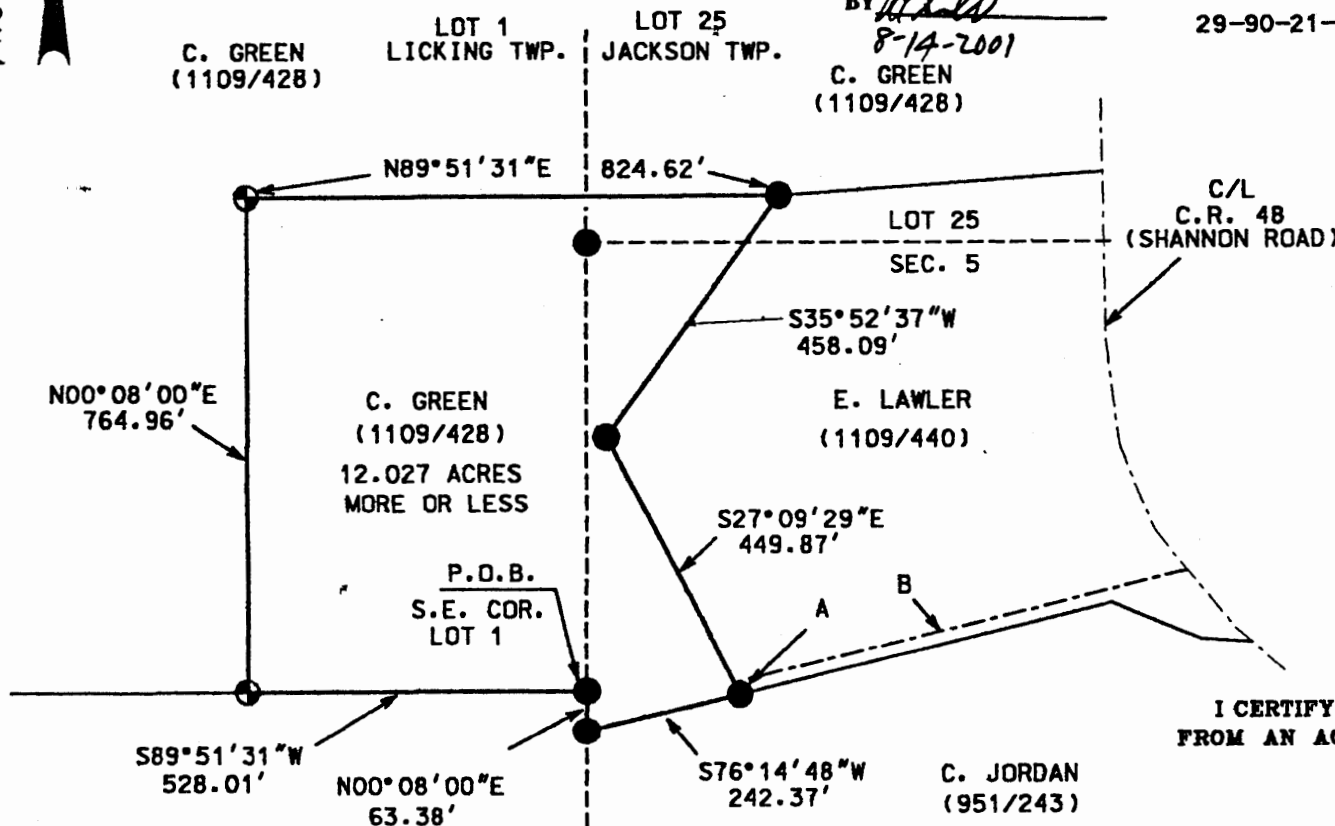 LOT 1
LICKING TWP.
LOT 25
JACKSON TWP.
BY
8-14-2001
29-90-21-
C. GREEN
(1109/428)
C. GREEN
(1109/428)
N89°51'31"E 824.62'
C/L
C.R. 4B
(SHANNON ROAD)
LOT 25
SEC. 5
S35°52'37"W
458.09'
N00°08'00"E
764.96'
C. GREEN
(1109/428)
12.027 ACRES
MORE OR LESS
E. LAWLER
(1109/440)
S27°09'29"E
449.87'
P.O.B.
S.E. COR.
LOT 1
A
B
S89°51'31"W
528.01'
N00°08'00"E
63.38'
S76°14'48"W
242.37'
C. JORDAN
(951/243)
I CERTIFY
FROM AN